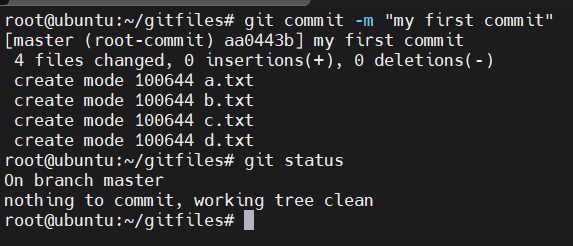 root@ubuntu:~/gitfiles# git commit -m "my first commit"
[master (root-commit) aa0443b] my first commit
 4 files changed, 0 insertions(+), 0 deletions(-)
 create mode 100644 a.txt
 create mode 100644 b.txt
 create mode 100644 c.txt
 create mode 100644 d.txt
root@ubuntu:~/gitfiles# git status
On branch master
nothing to commit, working tree clean
root@ubuntu:~/gitfiles#